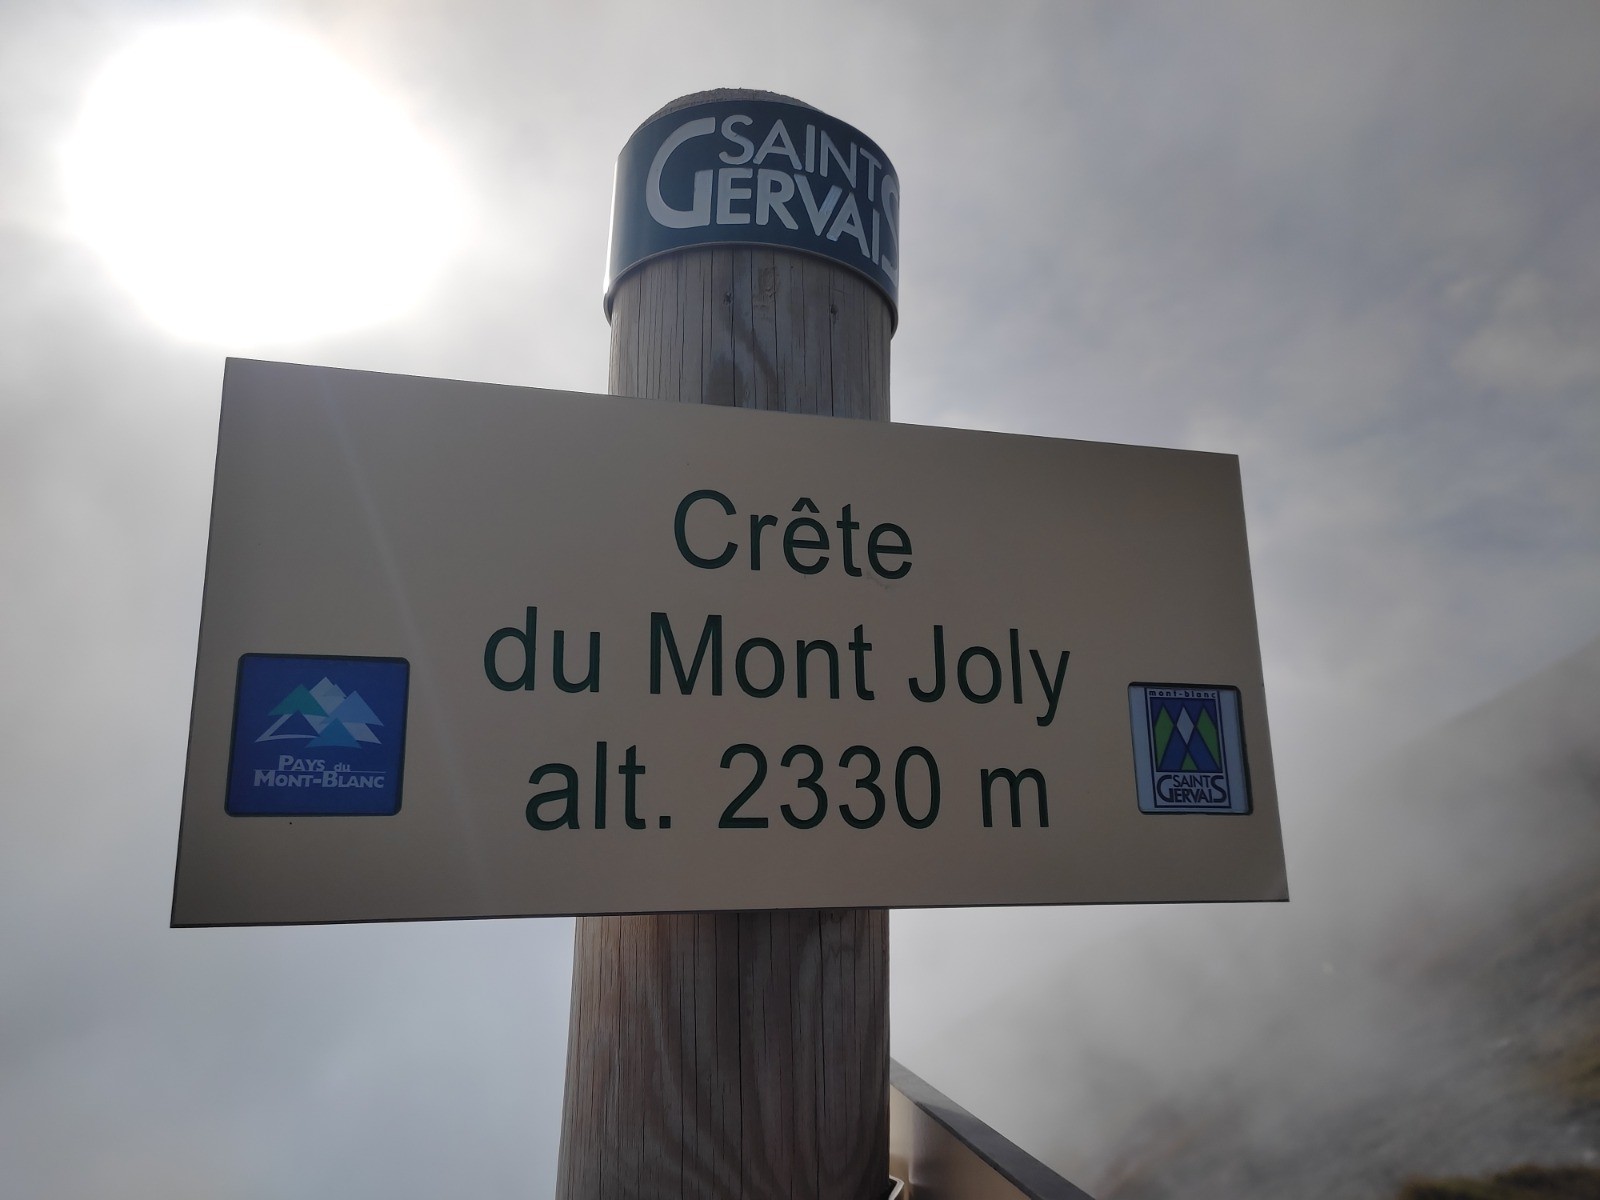 SAINT
GERVAIS
Crête
du Mont Joly
alt. 2330 m
PAYS du
MONT-BLANC
mont-blanc
SAINT
GERVAIS